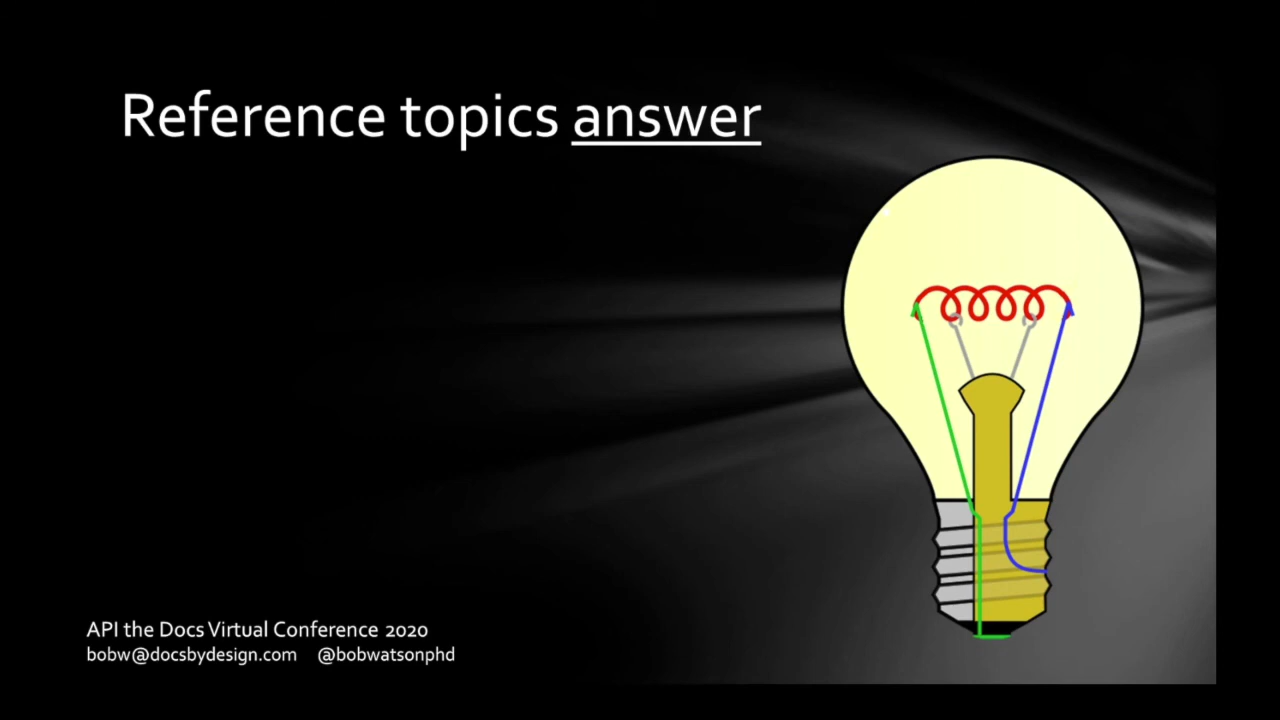 Reference topics answer
API the Docs Virtual Conference 2020
bobw@docsbydesign.com @bobwatsonphd